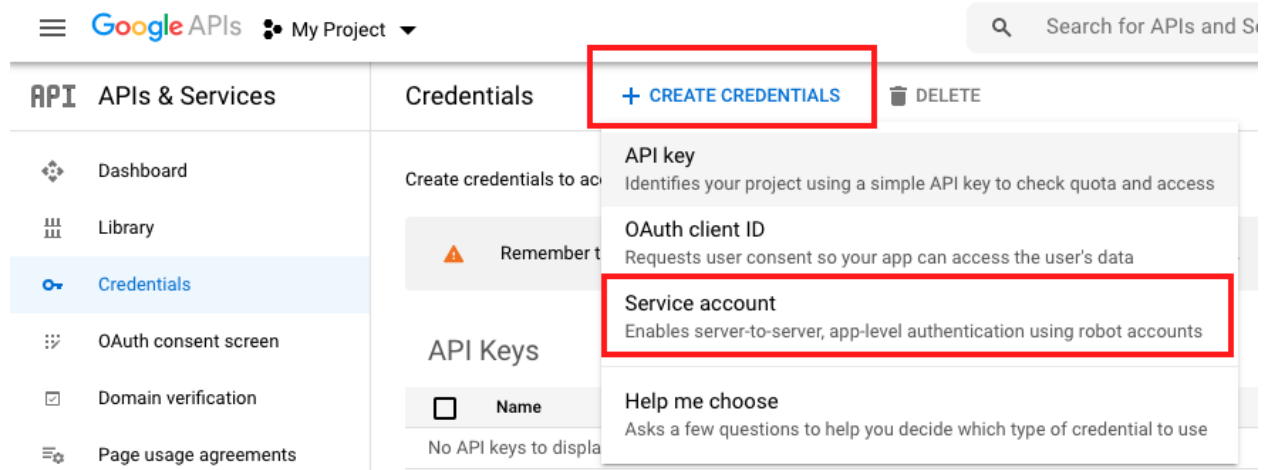 Google APIs My Project
Search for APIs and
API APIs & Services
Credentials
+ CREATE CREDENTIALS
DELETE
Dashboard
Library
Credentials
OAuth consent screen
Domain verification
Page usage agreements
Create credentials to
Remember
API key
Identifies your project using a simple API key to check quota and access
OAuth client ID
Requests user consent so your app can access the user's data
Service account
Enables server-to-server, app-level authentication using robot accounts
Help me choose
Asks a few questions to help you decide which type of credential to use
API Keys
Name
No API keys to displa